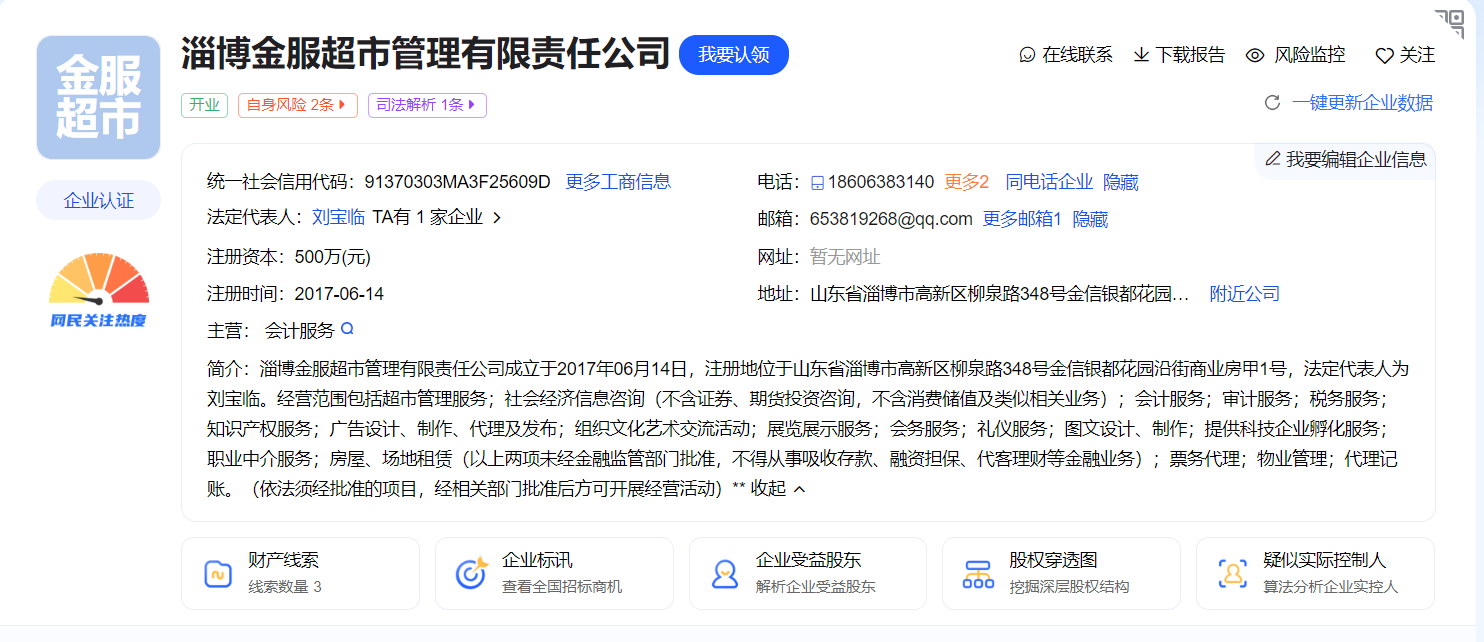 金服
超市
淄博金服超市管理有限责任公司 我要认领
在线联系 下载报告 风险监控 关注
开业 自身风险 2条 司法解析 1条
一键更新企业数据
企业认证
我要编辑企业信息
统一社会信用代码：91370303MA3F25609D 更多工商信息
电话：18606383140 更多2 同电话企业 隐藏
法定代表人：刘宝临 TA有 1 家企业
邮箱：653819268@qq.com 更多邮箱1 隐藏
注册资本：500万(元)
网址：暂无网址
注册时间：2017-06-14
地址：山东省淄博市高新区柳泉路348号金信银都花园... 附近公司
网民关注热度
主营：会计服务
简介：淄博金服超市管理有限责任公司成立于2017年06月14日，注册地位于山东省淄博市高新区柳泉路348号金信银都花园沿街商业房甲1号，法定代表人为
刘宝临。经营范围包括超市管理服务；社会经济信息咨询（不含证券、期货投资咨询，不含消费储值及类似相关业务）；会计服务；审计服务；税务服务；
知识产权服务；广告设计、制作、代理及发布；组织文化艺术交流活动；展览展示服务；会务服务；礼仪服务；图文设计、制作；提供科技企业孵化服务；
职业中介服务；房屋、场地租赁（以上两项未经金融监管部门批准，不得从事吸收存款、融资担保、代客理财等金融业务）；票务代理；物业管理；代理记
账。（依法须经批准的项目，经相关部门批准后方可开展经营活动）** 收起
财产线索
线索数量 3
企业标讯
查看全国招标商机
企业受益股东
解析企业受益股东
股权穿透图
挖掘深层股权结构
疑似实际控制人
算法分析企业实控人